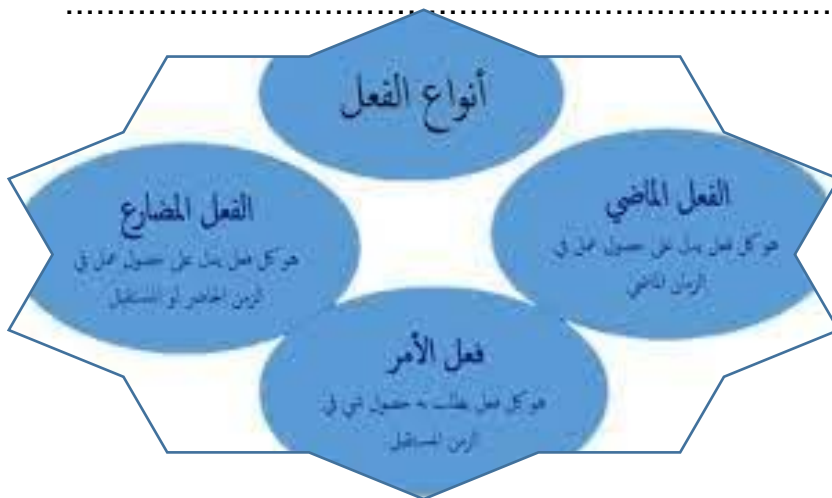 أنواع الفعل
الفعل الماضي
هو كل فعل يدل على حصول عمل في
الزمان الماضي
الفعل المضارع
هو كل فعل يدل على حصول عمل في
الزمن الحاضر أو المستقبل
فعل الأمر
هو كل فعل يطلب به حصول شيء في
الزمن المستقبل